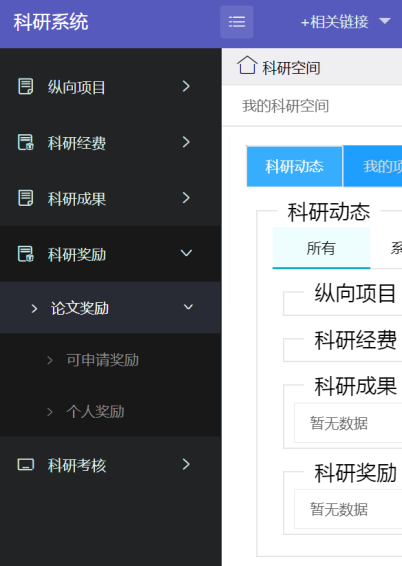 科研系统
+相关链接
纵向项目
科研经费
科研成果
科研奖励
论文奖励
可申请奖励
个人奖励
科研考核
科研空间
我的科研空间
科研动态
我的
科研动态
所有
纵向项目
科研经费
科研成果
暂无数据
科研奖励
暂无数据